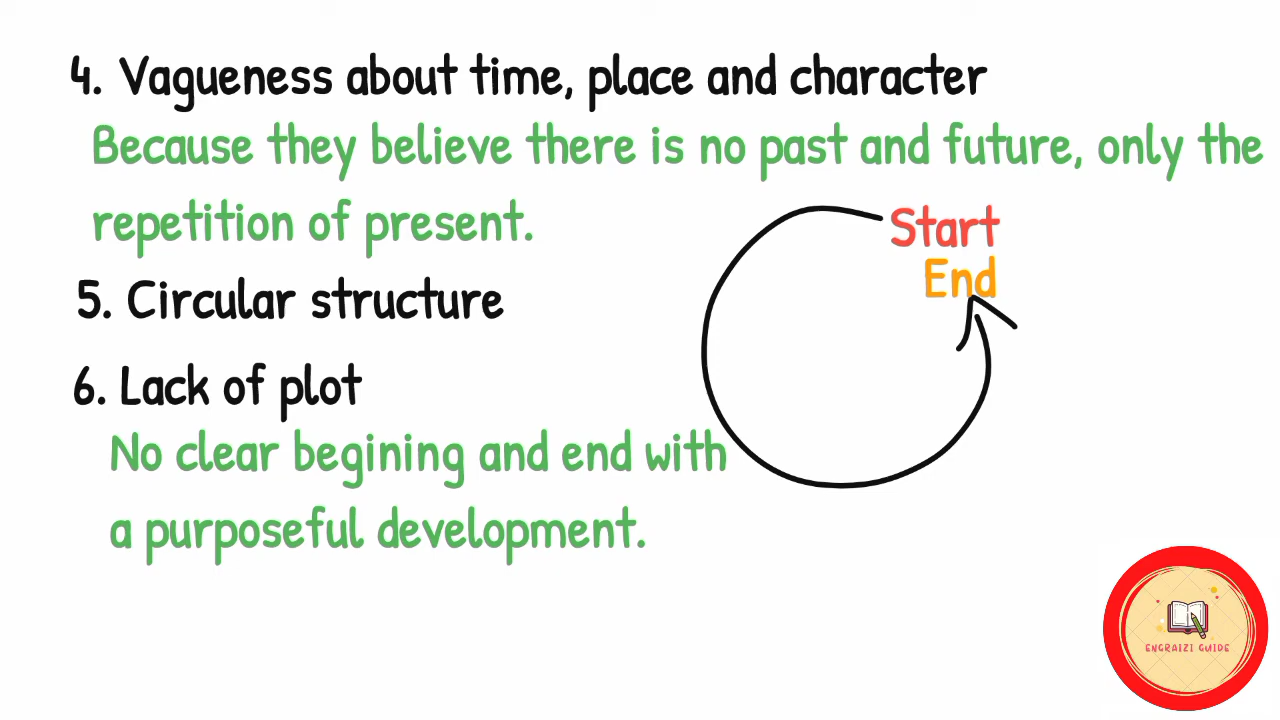 4. Vagueness about time, place and character
Because they believe there is no past and future, only the
repetition of present.
Start
End
5. Circular structure
6. Lack of plot
No clear begining and end with
a purposeful development.
ENGRAIZI GUIDE